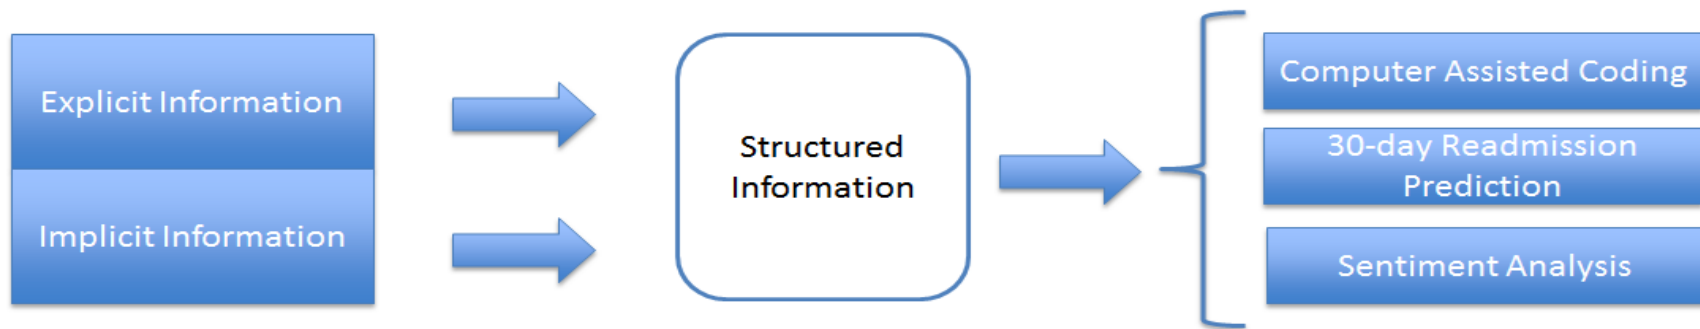 Explicit Information
Implicit Information
Structured
Information
Computer Assisted Coding
30-day Readmission
Prediction
Sentiment Analysis